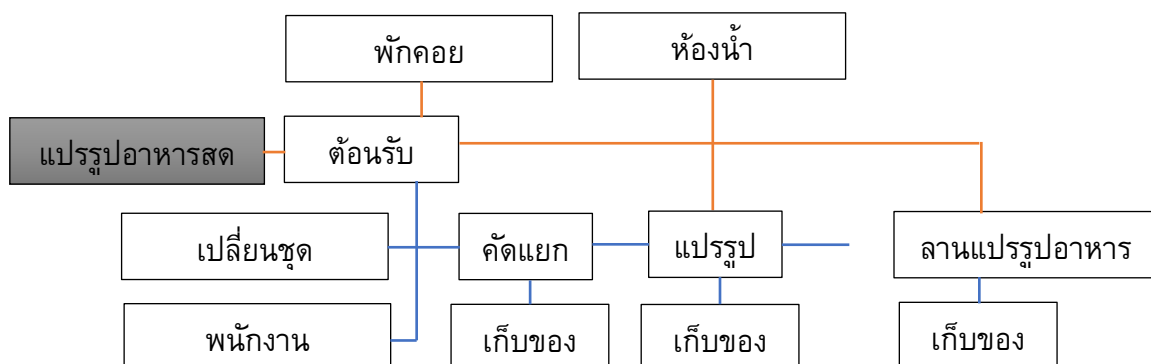 พักคอย
ห้องน้ำ
แปรรูปอาหารสด
ต้อนรับ
เปลี่ยนชุด
คัดแยก
แปรรูป
ลานแปรรูปอาหาร
พนักงาน
เก็บของ
เก็บของ
เก็บของ